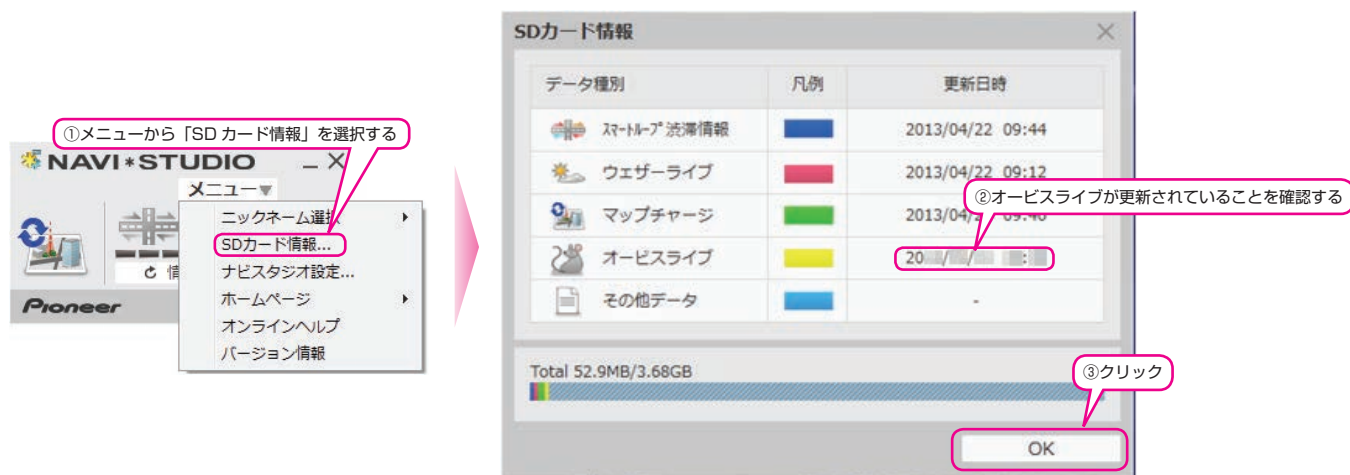 ①メニューから「SD カード情報」を選択する
NAVI*STUDIO
メニュー▼
ニックネーム選択
SDカード情報...
ナビスタジオ設定...
ホームページ
オンラインヘルプ
バージョン情報
情
Pioneer
SDカード情報
データ種別 凡例 更新日時
ｽﾏｰﾄﾙｰﾌﾟ渋滞情報 2013/04/22 09:44
ウェザーライブ 2013/04/22 09:12
②オービスライブが更新されていることを確認する
マップチャージ 2013/04/
オービスライブ 20 / / :
その他データ -
Total 52.9MB/3.68GB
③クリック
OK